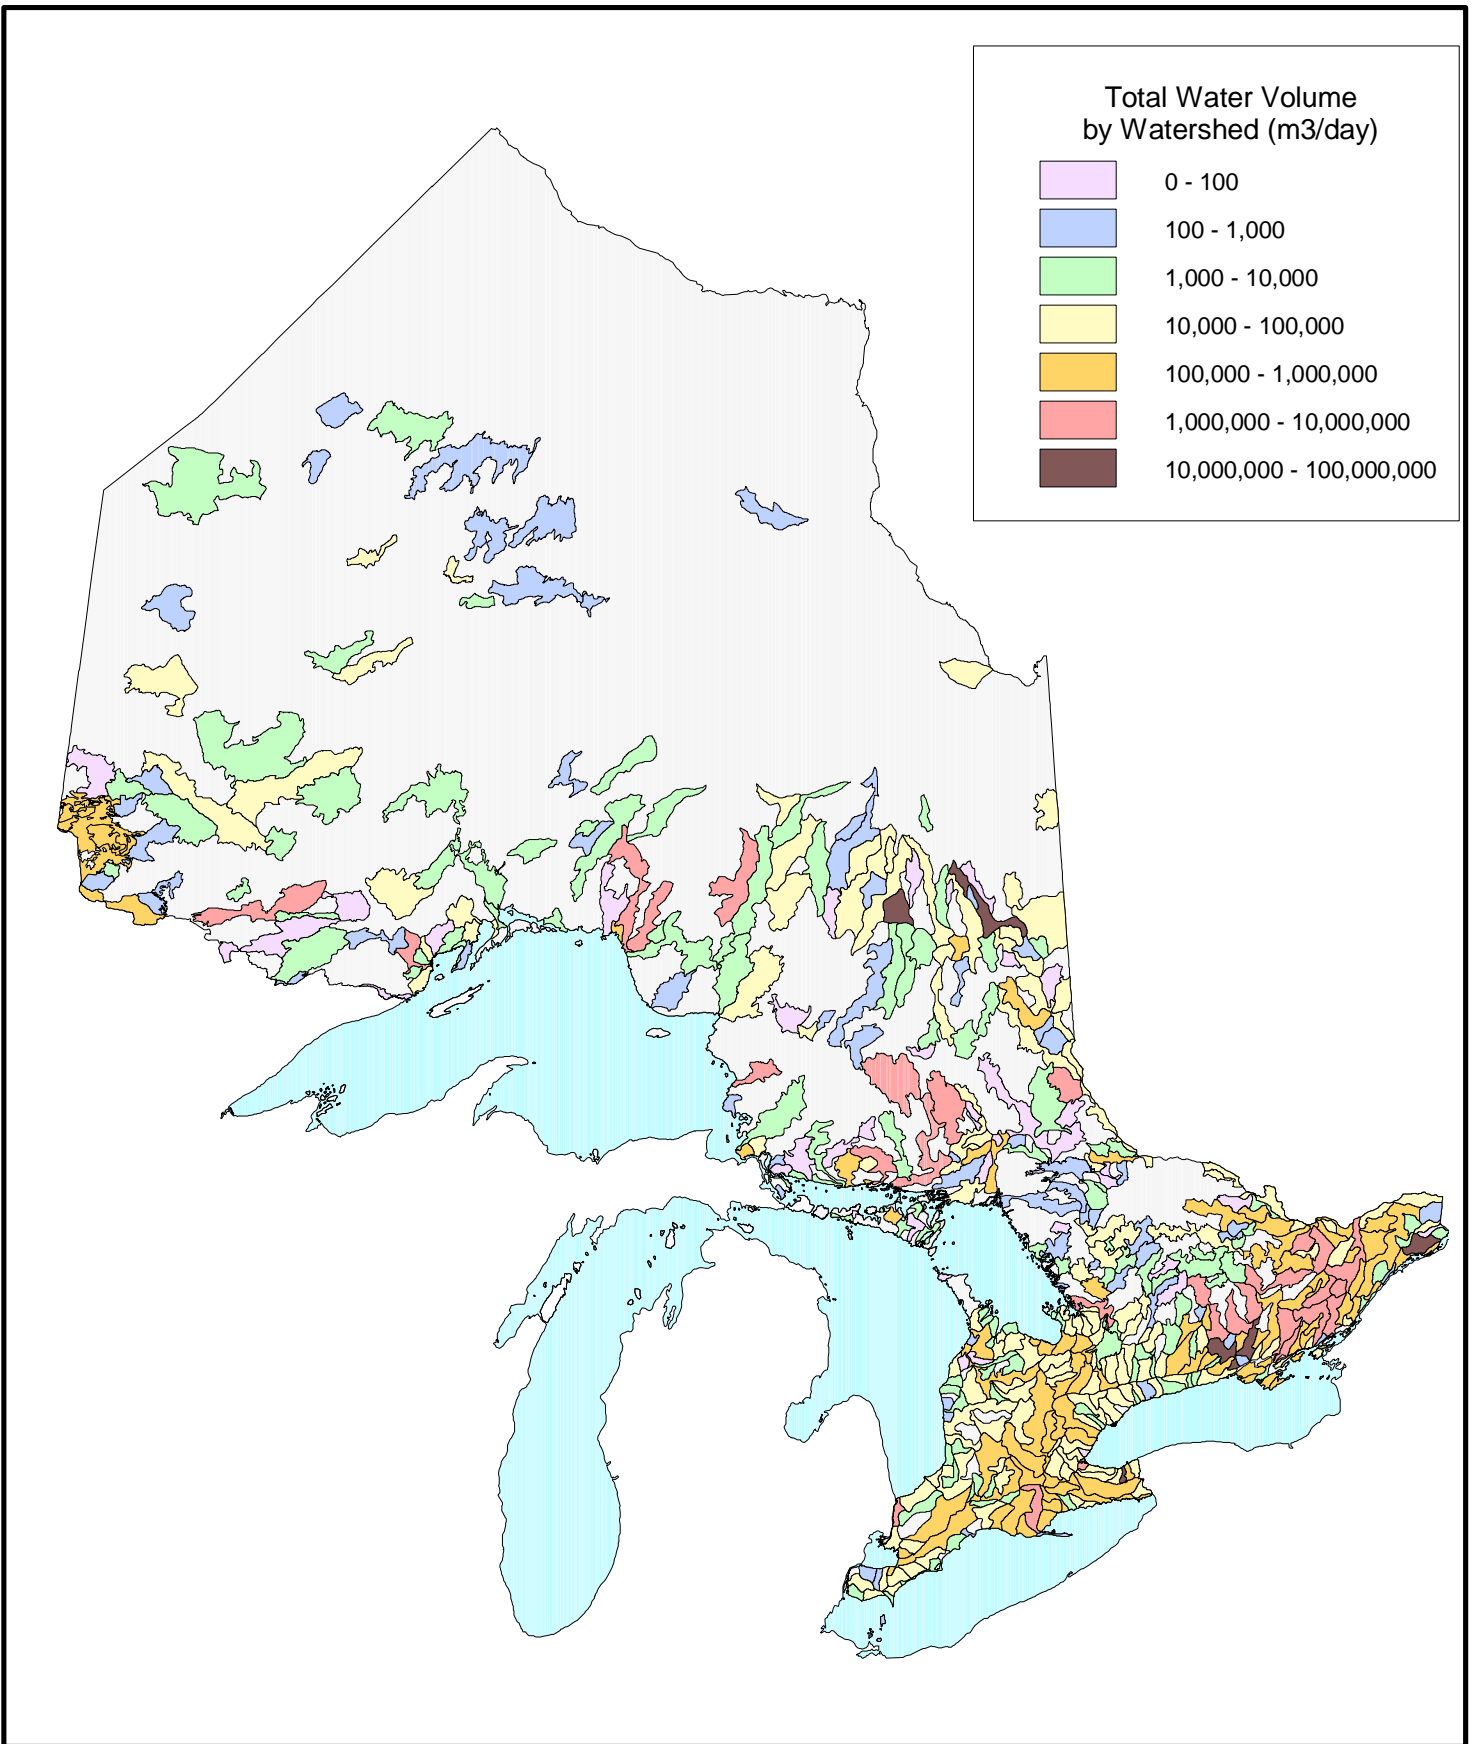 Total Water Volume
by Watershed (m3/day)
0 - 100
100 - 1,000
1,000 - 10,000
10,000 - 100,000
100,000 - 1,000,000
1,000,000 - 10,000,000
10,000,000 - 100,000,000